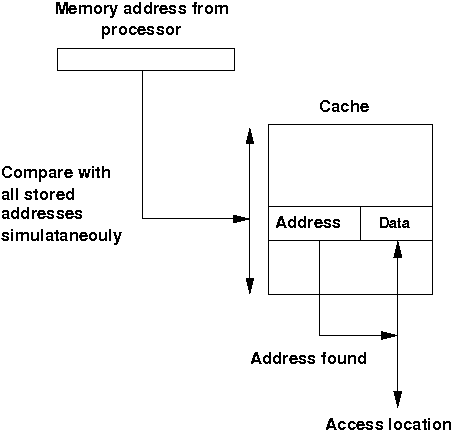 Memory address from
processor
Cache
Compare with
all stored
addresses
simulataneouly
Address
Data
Address found
Access location